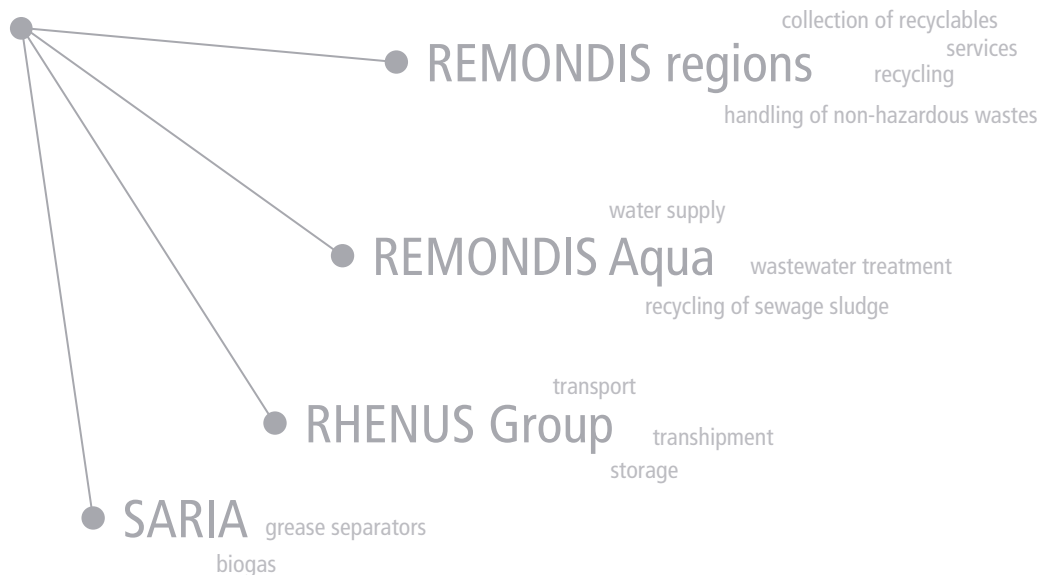 collection of recyclables
services
REMONDIS regions
recycling
handling of non-hazardous wastes
water supply
REMONDIS Aqua
wastewater treatment
recycling of sewage sludge
transport
RHENUS Group
transhipment
storage
SARIA
grease separators
biogas